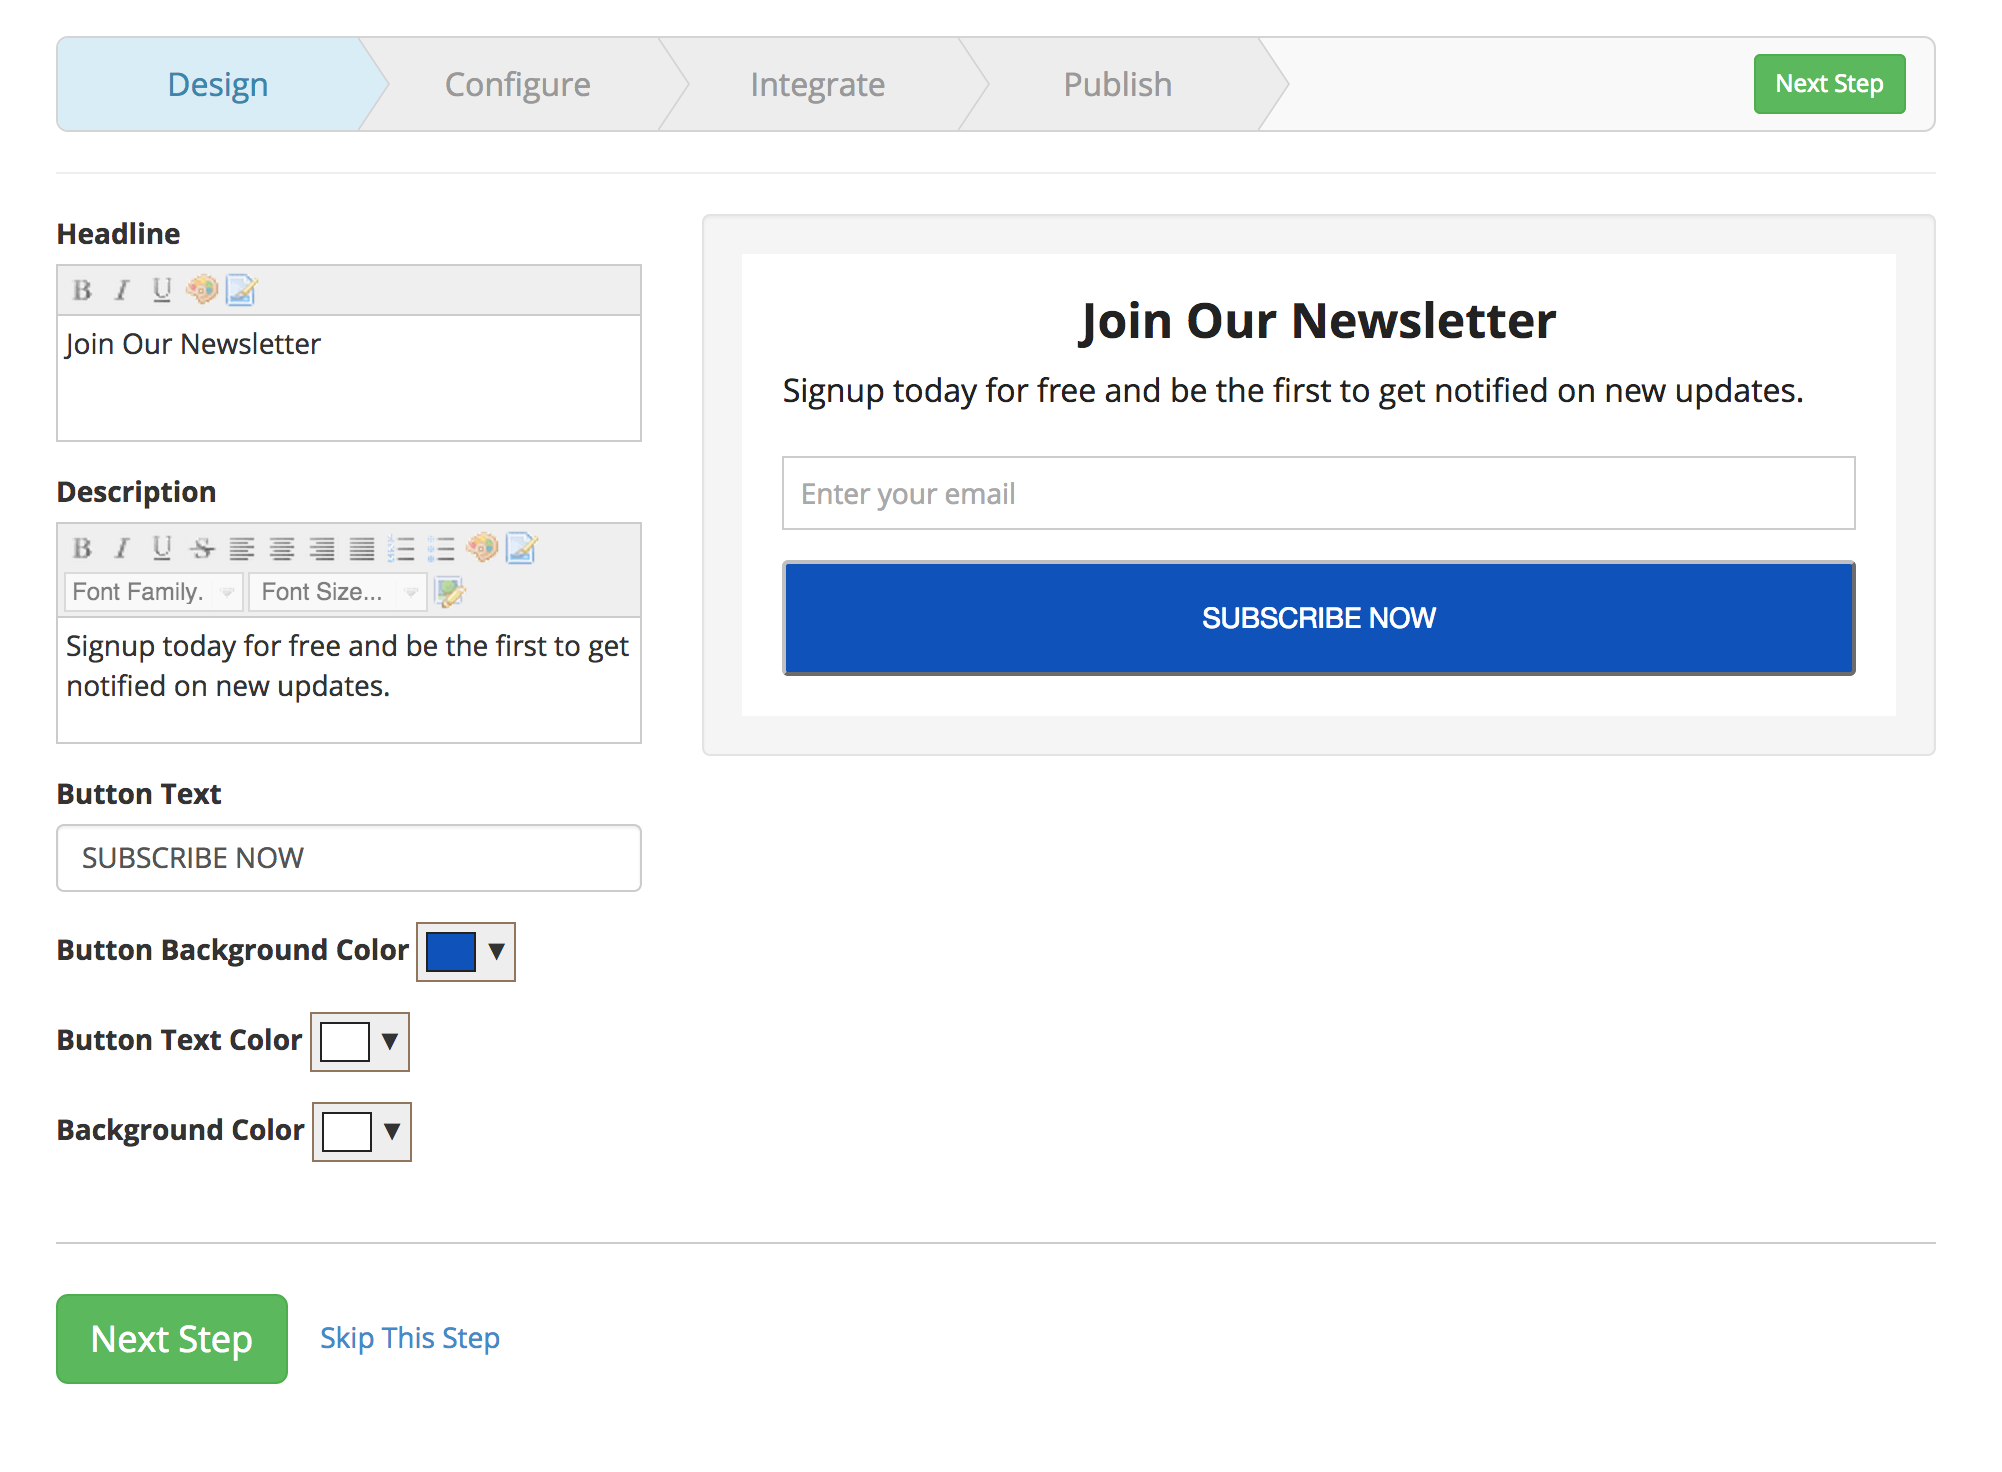 Design
Configure
Integrate
Publish
Next Step
Headline
B I U
Join Our Newsletter
Description
B I U S
Font Family.
Font Size...
Signup today for free and be the first to get
notified on new updates.
Button Text
SUBSCRIBE NOW
Button Background Color
Button Text Color
Background Color
Join Our Newsletter
Signup today for free and be the first to get notified on new updates.
Enter your email
SUBSCRIBE NOW
Next Step
Skip This Step